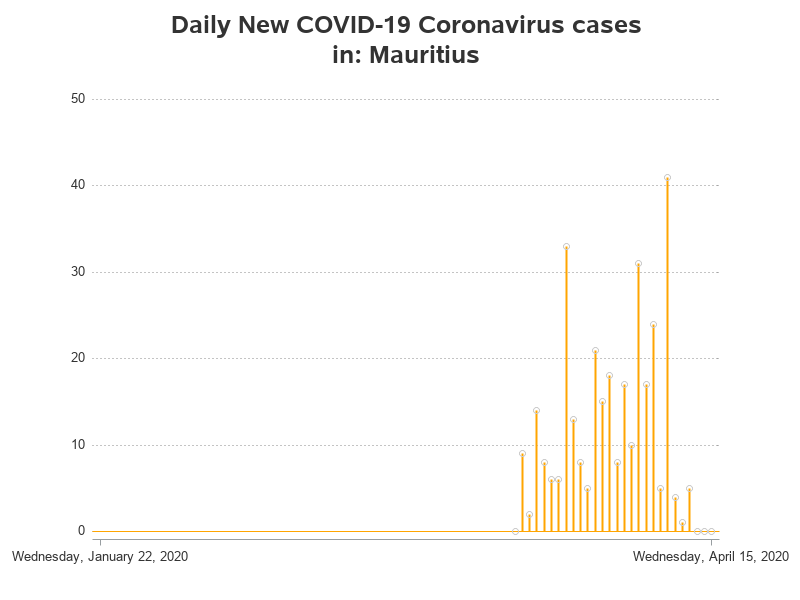 Daily New COVID-19 Coronavirus cases
in: Mauritius
50
40
30
20
10
0
Wednesday, January 22, 2020
Wednesday, April 15, 2020